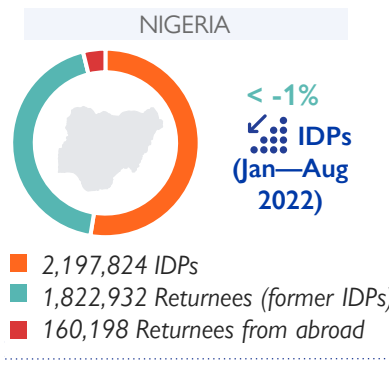 NIGERIA
< -1%
IDPs
(Jan—Aug
2022)
2,197,824 IDPs
1,822,932 Returnees (former IDPs)
160,198 Returnees from abroad